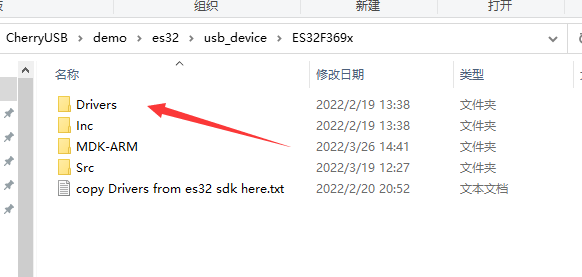 组织 新建 打开
CherryUSB > demo > es32 > usb_device > ES32F369x
名称 修改日期 类型
Drivers 2022/2/19 13:38 文件夹
Inc 2022/2/19 13:38 文件夹
MDK-ARM 2022/3/26 14:41 文件夹
Src 2022/3/19 12:27 文件夹
copy Drivers from es32 sdk here.txt 2022/2/20 20:52 文本文档